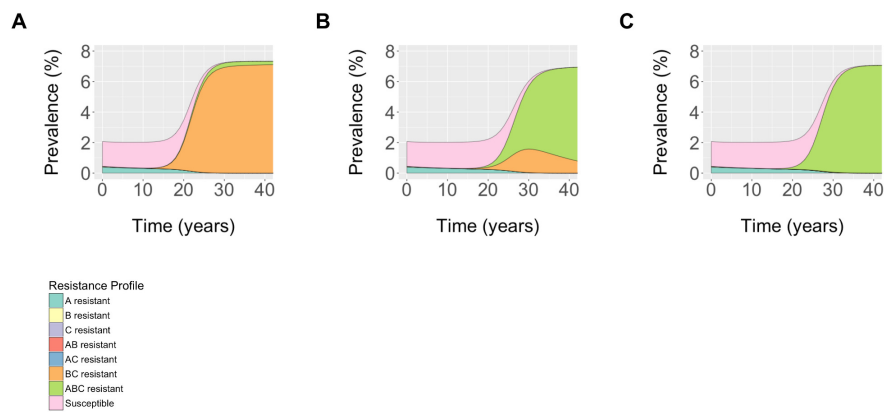 A
B
C
Prevalence (%)
8
6
4
2
0
0 10 20 30 40
Time (years)
Prevalence (%)
8
6
4
2
0
0 10 20 30 40
Time (years)
Prevalence (%)
8
6
4
2
0
0 10 20 30 40
Time (years)
Resistance Profile
A resistant
B resistant
C resistant
AB resistant
AC resistant
BC resistant
ABC resistant
Susceptible